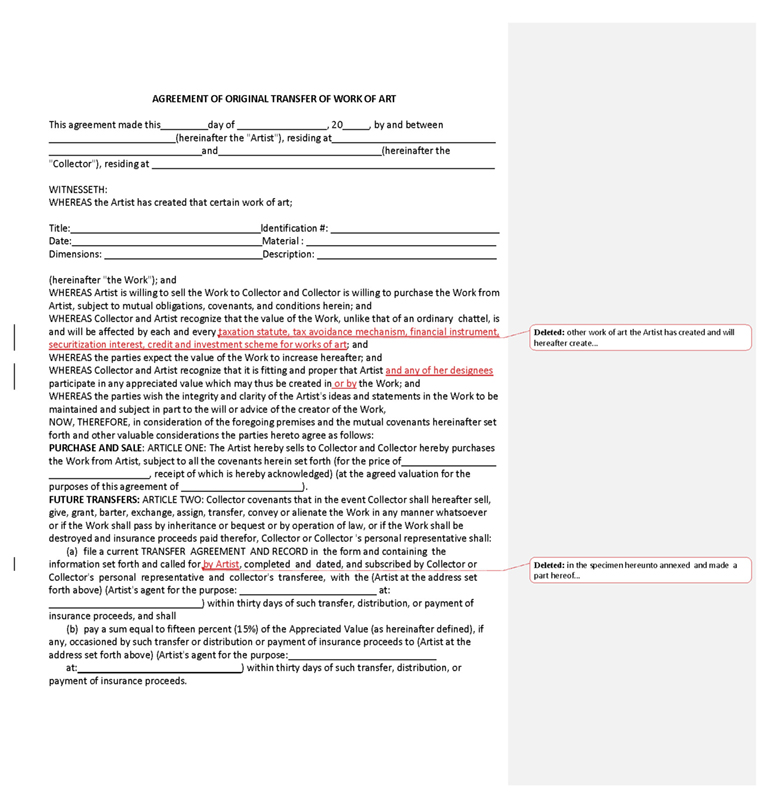 AGREEMENT OF ORIGINAL TRANSFER OF WORK OF ART
This agreement made this_________day of _________________, 20_____, by and between
________________________(hereinafter the "Artist"), residing at_______________________________
_____________________________and_______________________________(hereinafter the
"Collector"), residing at _________________________________________________________________
WITNESSETH:
WHEREAS the Artist has created that certain work of art;
Title:____________________________________Identification #: ________________________________
Date:____________________________________Material : ____________________________________
Dimensions: ______________________________Description: __________________________________
(hereinafter "the Work"); and
WHEREAS Artist is willing to sell the Work to Collector and Collector is willing to purchase the Work from
Artist, subject to mutual obligations, covenants, and conditions herein; and
WHEREAS Collector and Artist recognize that the value of the Work, unlike that of an ordinary chattel, is
and will be affected by each and every taxation statute, tax avoidance mechanism, financial instrument,
securitization interest, credit and investment scheme for works of art; and
WHEREAS the parties expect the value of the Work to increase hereafter; and
WHEREAS Collector and Artist recognize that it is fitting and proper that Artist and any of her designees
participate in any appreciated value which may thus be created in or by the Work; and
WHEREAS the parties wish the integrity and clarity of the Artist's ideas and statements in the Work to be
maintained and subject in part to the will or advice of the creator of the Work,
NOW, THEREFORE, in consideration of the foregoing premises and the mutual covenants hereinafter set
forth and other valuable considerations the parties hereto agree as follows:
PURCHASE AND SALE: ARTICLE ONE: The Artist hereby sells to Collector and Collector hereby purchases
the Work from Artist, subject to all the covenants herein set forth (for the price of__________________
___________________, receipt of which is hereby acknowledged) (at the agreed valuation for the
purposes of this agreement of _______________________).
FUTURE TRANSFERS: ARTICLE TWO: Collector covenants that in the event Collector shall hereafter sell,
give, grant, barter, exchange, assign, transfer, convey or alienate the Work in any manner whatsoever
or if the Work shall pass by inheritance or bequest or by operation of law, or if the Work shall be
destroyed and insurance proceeds paid therefor, Collector or Collector 's personal representative shall:
(a) file a current TRANSFER AGREEMENT AND RECORD in the form and containing the
information set forth and called for by Artist, completed and dated, and subscribed by Collector or
Collector's personal representative and collector's transferee, with the (Artist at the address set
forth above) (Artist's agent for the purpose: __________________________ at:
_____________________________) within thirty days of such transfer, distribution, or payment of
insurance proceeds, and shall
(b) pay a sum equal to fifteen percent (15%) of the Appreciated Value (as hereinafter defined), if
any, occasioned by such transfer or distribution or payment of insurance proceeds to (Artist at the
address set forth above) (Artist's agent for the purpose:____________________________
at:_______________________________) within thirty days of such transfer, distribution, or
payment of insurance proceeds.
Deleted: other work of art the Artist has created and will
hereafter create...
Deleted: in the specimen hereunto annexed and made a
part hereof...